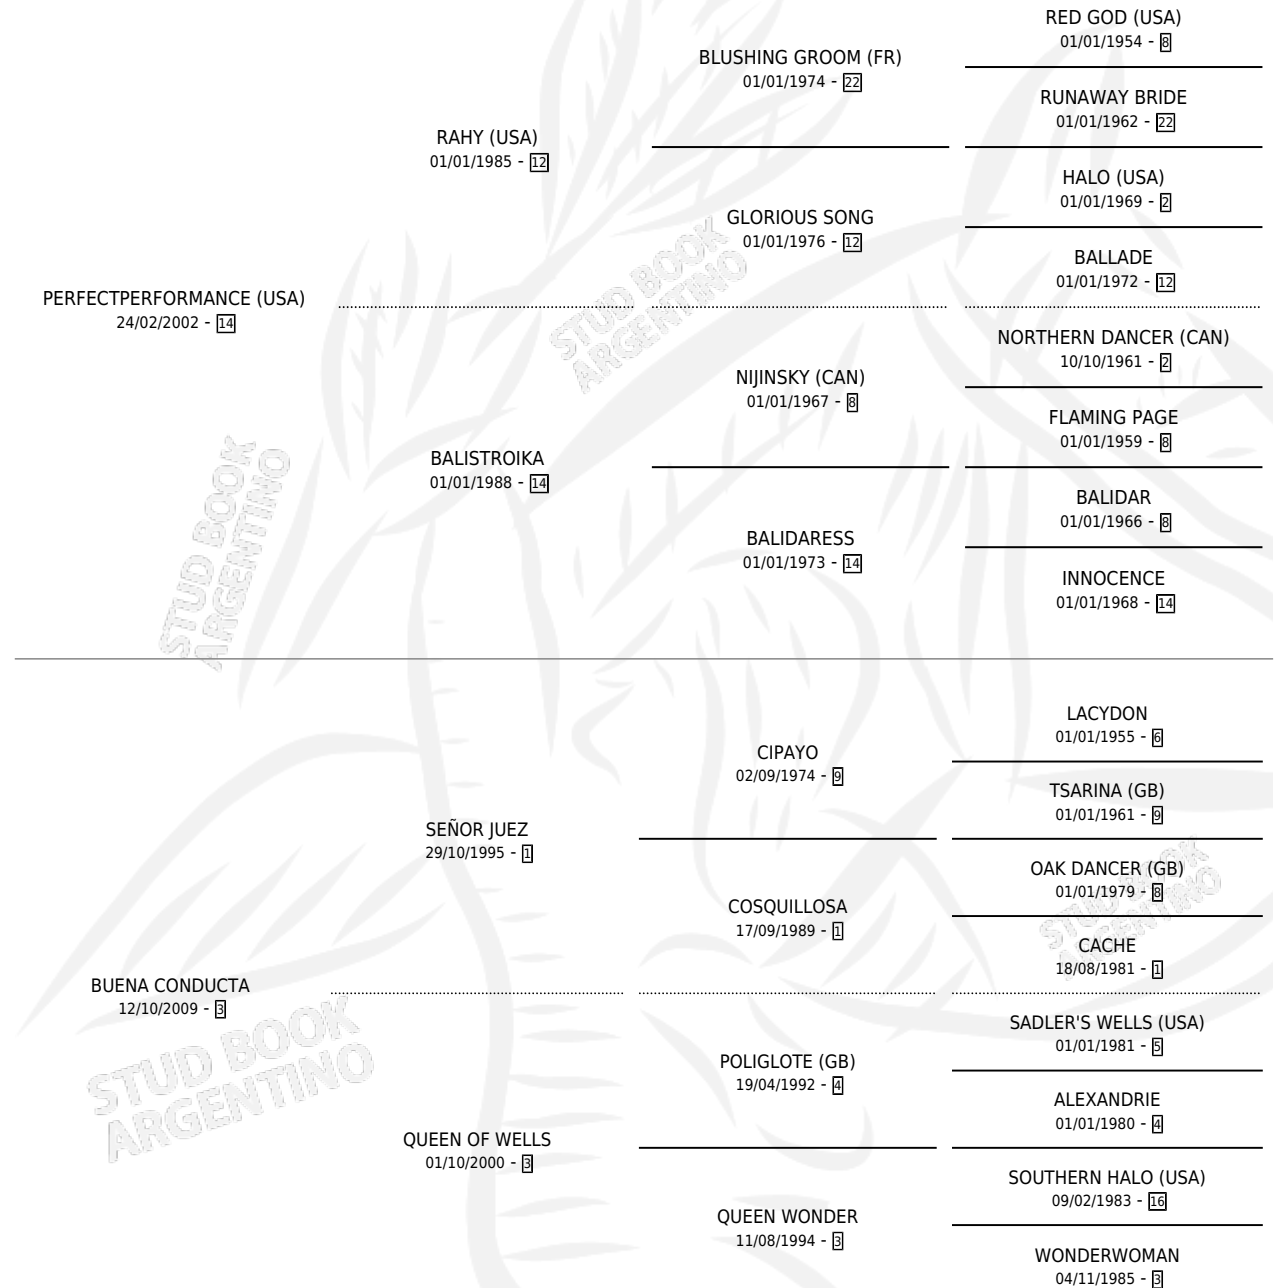 RED GOD (USA)
01/01/1954 - 8
BLUSHING GROOM (FR)
01/01/1974 - 22
RUNAWAY BRIDE
01/01/1962 - 22
RAHY (USA)
01/01/1985 - 12
HALO (USA)
01/01/1969 - 2
GLORIOUS SONG
01/01/1976 - 12
BALLADE
01/01/1972 - 12
PERFECTPERFORMANCE (USA)
24/02/2002 - 14
NORTHERN DANCER (CAN)
10/10/1961 - 2
NIJINSKY (CAN)
01/01/1967 - 8
FLAMING PAGE
01/01/1959 - 8
BALISTROIKA
01/01/1988 - 14
BALIDAR
01/01/1966 - 8
BALIDARESS
01/01/1973 - 14
INNOCENCE
01/01/1968 - 14
LACYDON
01/01/1955 - 6
CIPAYO
02/09/1974 - 9
TSARINA (GB)
01/01/1961 - 9
SEÑOR JUEZ
29/10/1995 - 1
OAK DANCER (GB)
01/01/1979 - 8
COSQUILLOSA
17/09/1989 - 1
CACHE
18/08/1981 - 1
BUENA CONDUCTA
12/10/2009 - 3
SADLER'S WELLS (USA)
01/01/1981 - 5
POLIGLOTE (GB)
19/04/1992 - 4
ALEXANDRIE
01/01/1980 - 4
QUEEN OF WELLS
01/10/2000 - 3
SOUTHERN HALO (USA)
09/02/1983 - 16
QUEEN WONDER
11/08/1994 - 3
WONDERWOMAN
04/11/1985 - 3
STUD BOOK
ARGENTINO
STUD BOOK
ARGENTINO
STUD BOOK
ARGENTINO
STUD BOOK
ARGENTINO